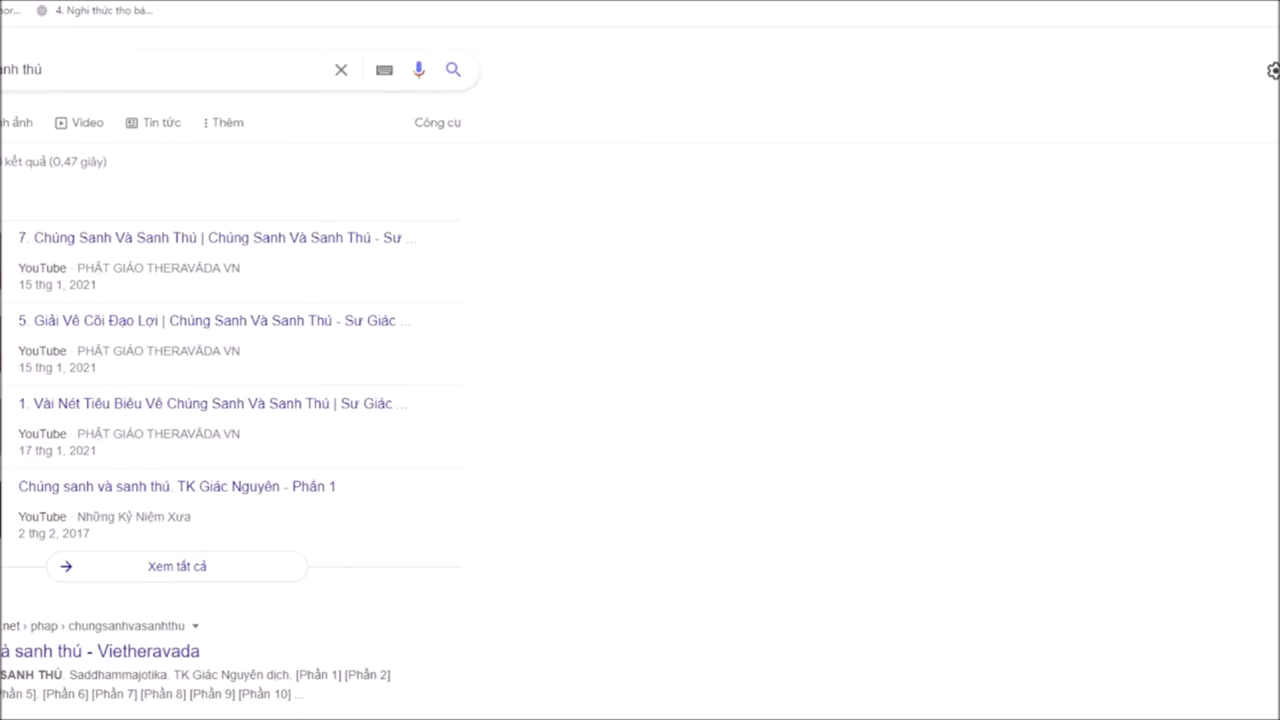 4. Nghi thức thọ bá...
anh thú
Video
Tin tức
Thêm
Công cụ
kết quả (0,47 giây)
7. Chúng Sanh Và Sanh Thú | Chúng Sanh Và Sanh Thú - Sư ...
YouTube · PHẬT GIÁO THERAVĀDA VN
15 thg 1, 2021
5. Giải Về Cõi Đạo Lợi | Chúng Sanh Và Sanh Thú - Sư Giác ...
YouTube · PHẬT GIÁO THERAVĀDA VN
15 thg 1, 2021
1. Vài Nét Tiêu Biểu Về Chúng Sanh Và Sanh Thú | Sư Giác ...
YouTube · PHẬT GIÁO THERAVĀDA VN
17 thg 1, 2021
Chúng sanh và sanh thú. TK Giác Nguyên - Phần 1
YouTube · Những Kỷ Niệm Xưa
2 thg 2, 2017
Xem tất cả
.net › phap › chungsanhvasanhthu
à sanh thú - Vietheravada
SANH THÚ. Saddhammajotika. TK Giác Nguyên dịch. [Phần 1] [Phần 2]
Phần 5]. [Phần 6] [Phần 7] [Phần 8] [Phần 9] [Phần 10] ...